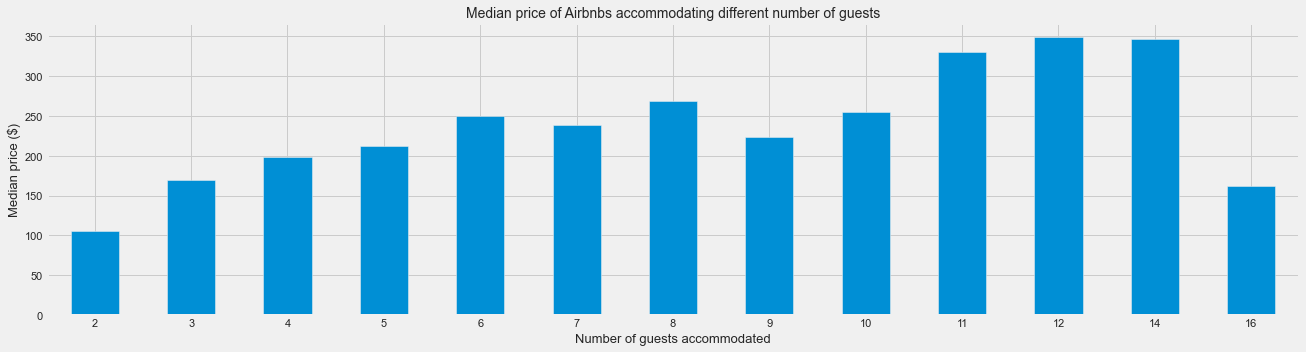 Median price of Airbnbs accommodating different number of guests
Median price ($)
350
300
250
200
150
100
50
0
2 3 4 5 6 7 8 9 10 11 12 14 16
Number of guests accommodated